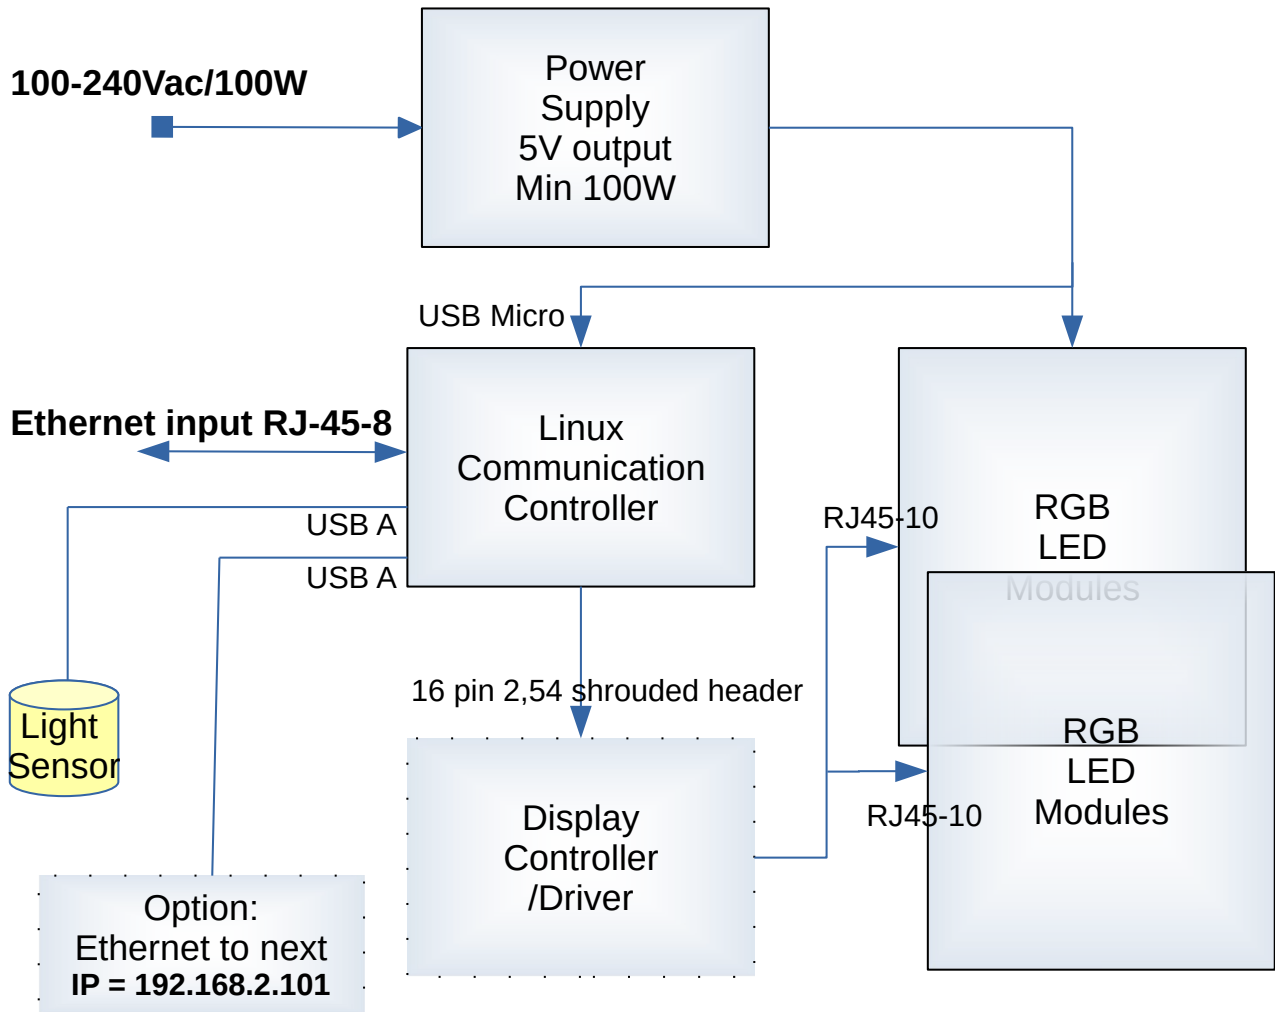 100-240Vac/100W
Power
Supply
5V output
Min 100W
USB Micro
Ethernet input RJ-45-8
Linux
Communication
Controller
USB A
USB A
RJ45-10
RGB
LED
Modules
16 pin 2,54 shrouded header
Light
Sensor
Display
Controller
/Driver
RGB
LED
Modules
RJ45-10
Option:
Ethernet to next
IP = 192.168.2.101